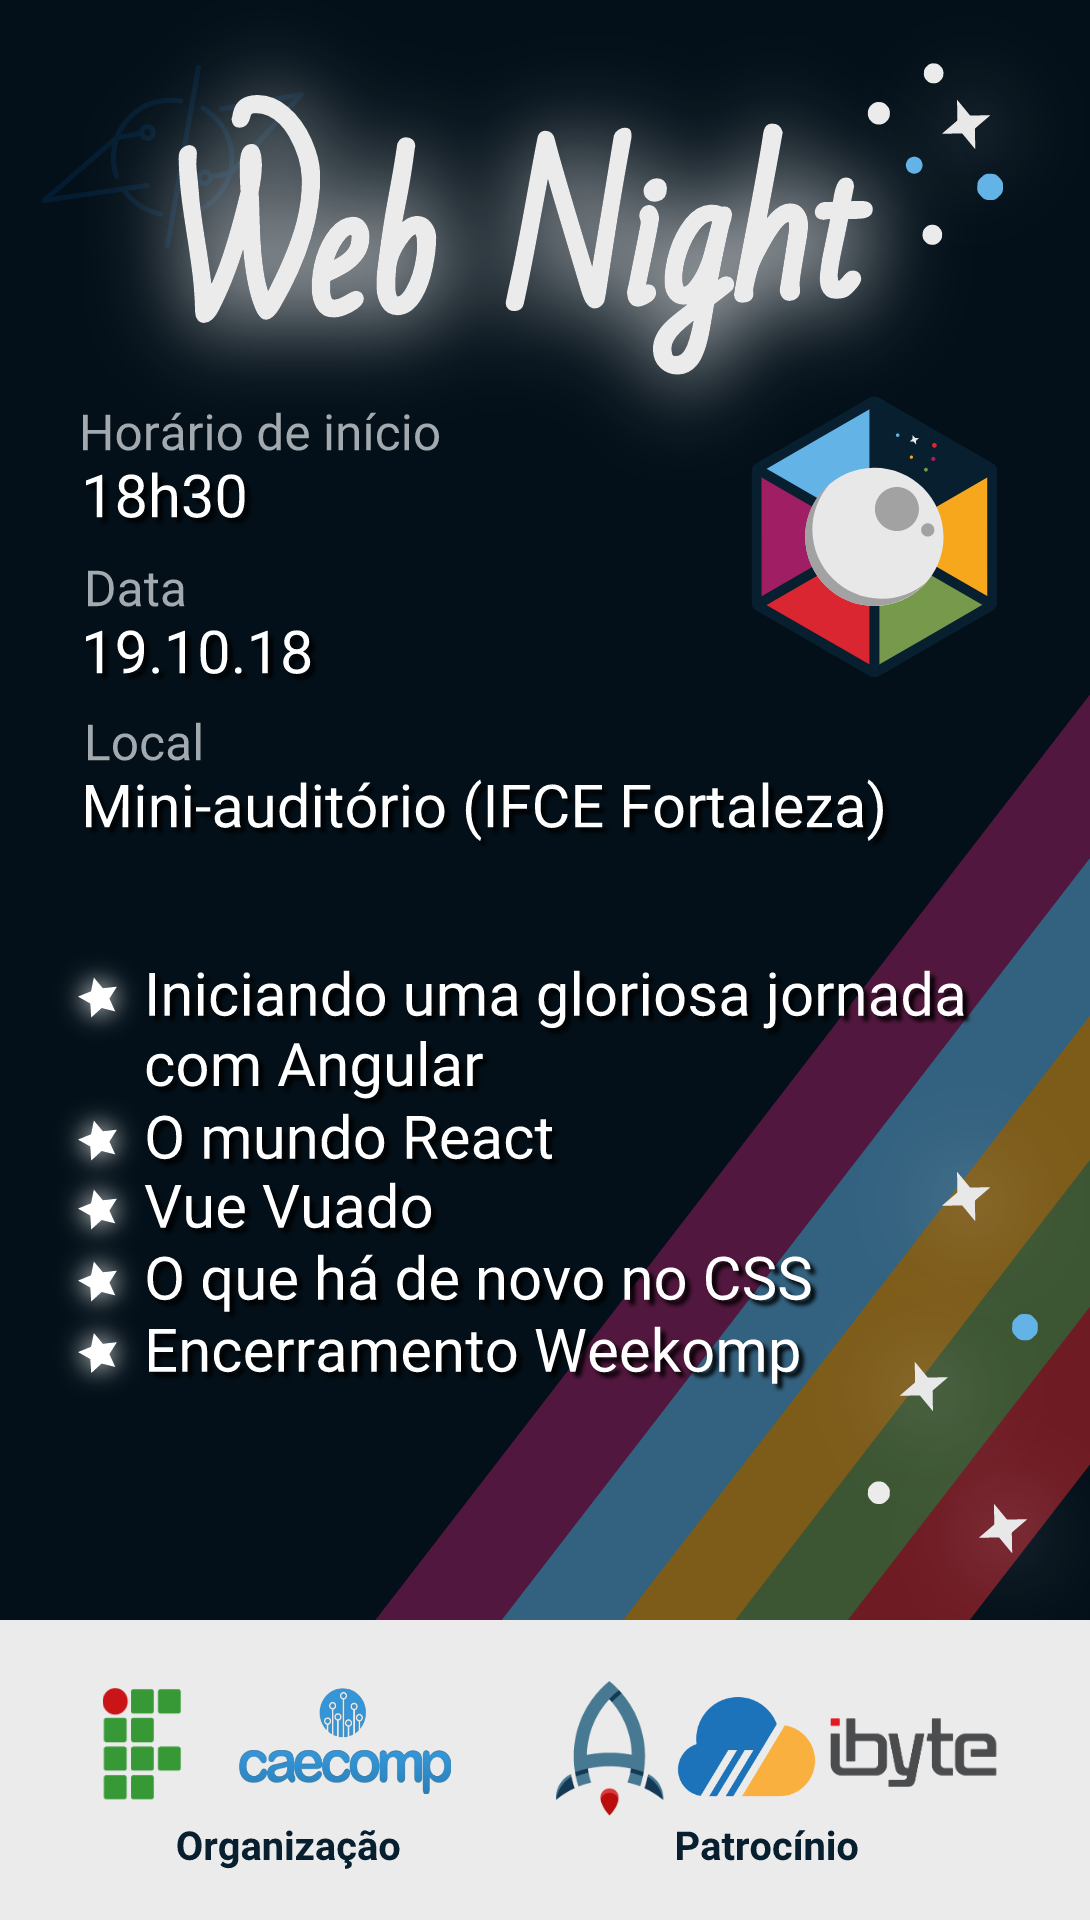 Web Night
Horário de início
18h30
Data
19.10.18
Local
Mini-auditório (IFCE Fortaleza)
Iniciando uma gloriosa jornada
com Angular
O mundo React
Vue Vuado
O que há de novo no CSS
Encerramento Weekomp
caecomp
ibyte
Organização
Patrocínio